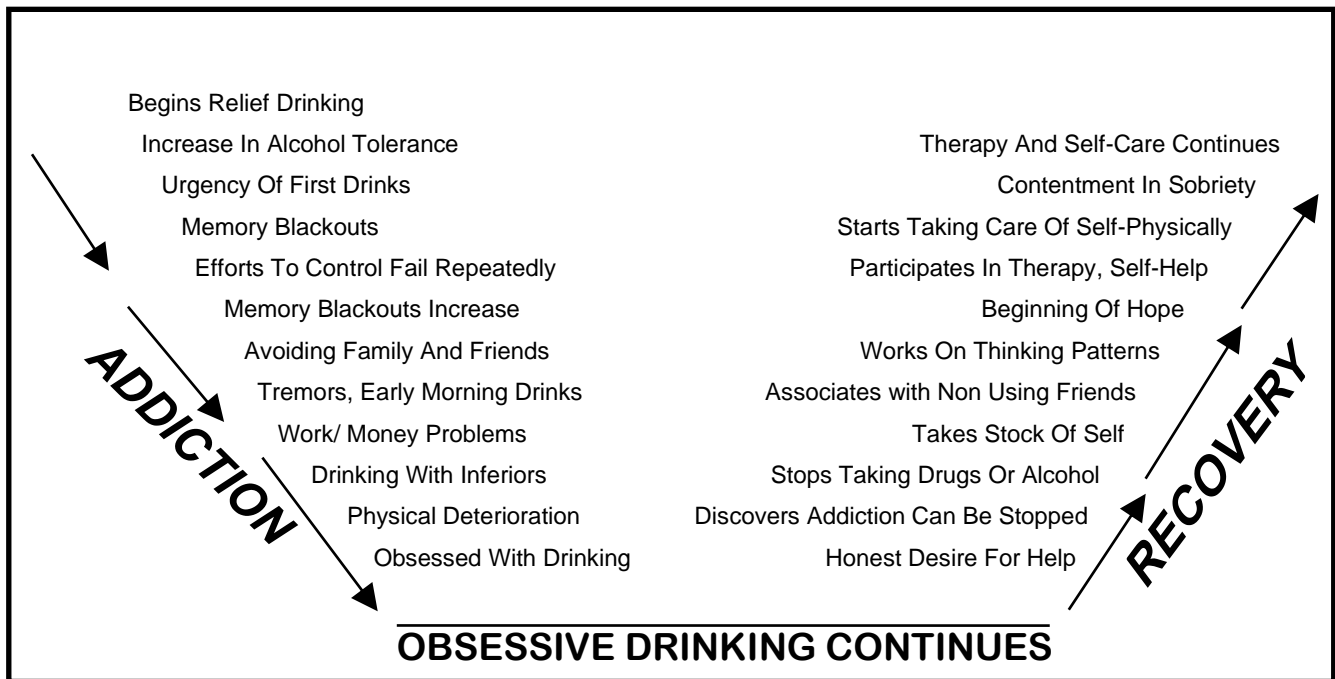 Begins Relief Drinking
Increase In Alcohol Tolerance
Urgency Of First Drinks
Memory Blackouts
Efforts To Control Fail Repeatedly
Memory Blackouts Increase
Avoiding Family And Friends
Tremors, Early Morning Drinks
Work/ Money Problems
Drinking With Inferiors
Physical Deterioration
Obsessed With Drinking
ADDICTION
OBSESSIVE DRINKING CONTINUES
Therapy And Self-Care Continues
Contentment In Sobriety
Starts Taking Care Of Self-Physically
Participates In Therapy, Self-Help
Beginning Of Hope
Works On Thinking Patterns
Associates with Non Using Friends
Takes Stock Of Self
Stops Taking Drugs Or Alcohol
Discovers Addiction Can Be Stopped
Honest Desire For Help
RECOVERY